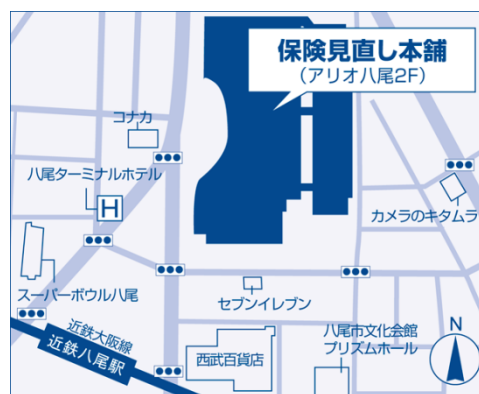 保険見直し本舗
(アリオ八尾2F)
コナカ
八尾ターミナルホテル
H
カメラのキタムラ
スーパーボウル八尾
セブンイレブン
近鉄大阪線
近鉄八尾駅
西武百貨店
八尾市文化会館
プリズムホール
N